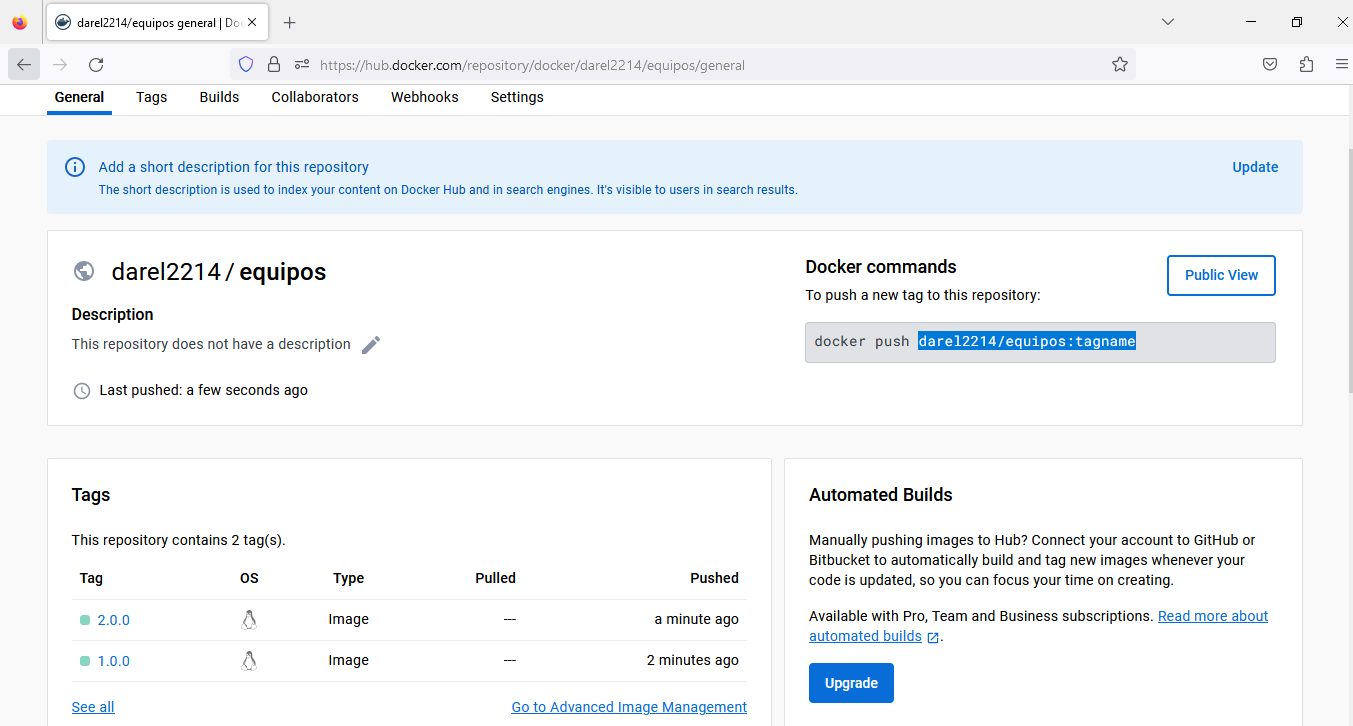 darel2214/equipos general | Doc
https://hub.docker.com/repository/docker/darel2214/equipos/general
General Tags Builds Collaborators Webhooks Settings
Add a short description for this repository
Update
The short description is used to index your content on Docker Hub and in search engines. It's visible to users in search results.
darel2214 / equipos
Description
This repository does not have a description
Last pushed: a few seconds ago
Docker commands
Public View
To push a new tag to this repository:
docker push darel2214/equipos:tagname
Tags
This repository contains 2 tag(s).
Tag OS Type Pulled Pushed
2.0.0 Image --- a minute ago
1.0.0 Image --- 2 minutes ago
See all
Go to Advanced Image Management
Automated Builds
Manually pushing images to Hub? Connect your account to GitHub or
Bitbucket to automatically build and tag new images whenever your
code is updated, so you can focus your time on creating.
Available with Pro, Team and Business subscriptions. Read more about
automated builds.
Upgrade